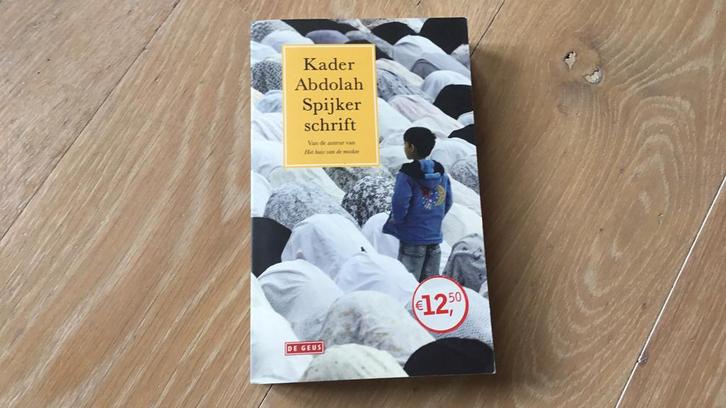 Kader
Abdolah
Spijker
schrift
Van de auteur van
Het huis van de moskee
€12,50
DE GEUS